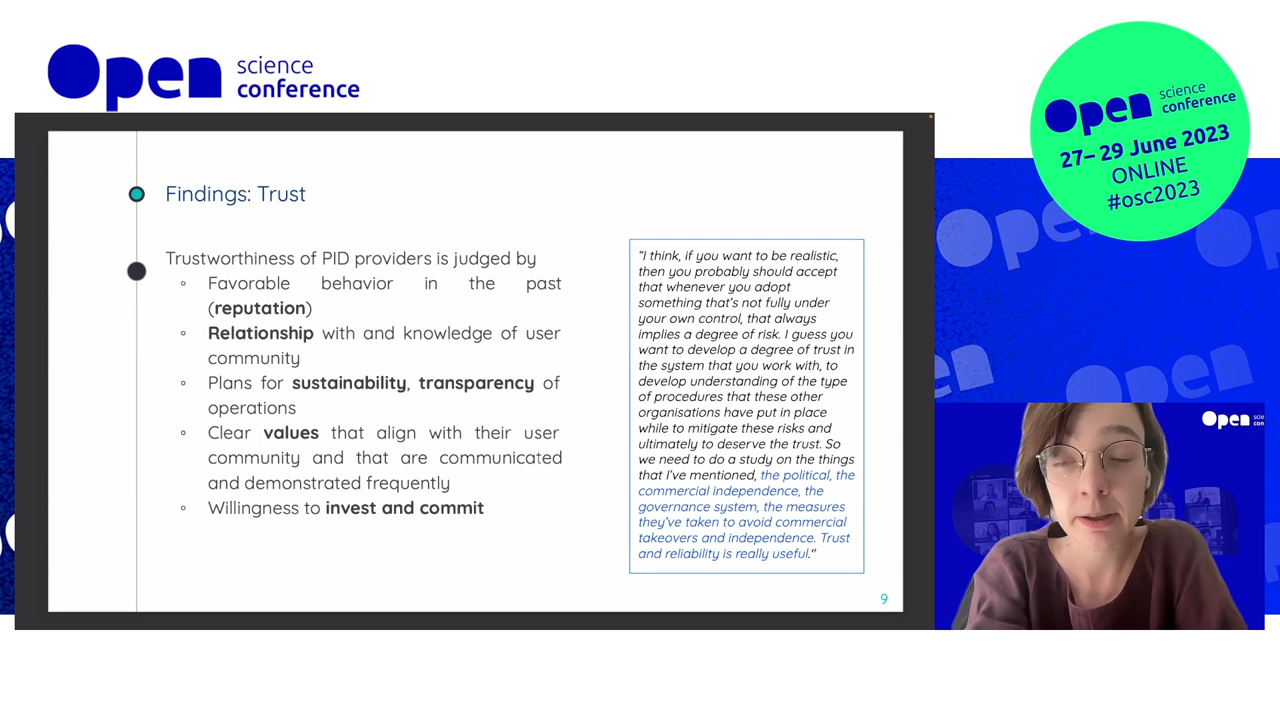 Open science
conference
Open science
conference
27– 29 June 2023
ONLINE
#osc2023
Findings: Trust
Trustworthiness of PID providers is judged by
◦ Favorable behavior in the past
(reputation)
◦ Relationship with and knowledge of user
community
◦ Plans for sustainability, transparency of
operations
◦ Clear values that align with their user
community and that are communicated
and demonstrated frequently
◦ Willingness to invest and commit
“I think, if you want to be realistic,
then you probably should accept
that whenever you adopt
something that’s not fully under
your own control, that always
implies a degree of risk. I guess you
want to develop a degree of trust in
the system that you work with, to
develop understanding of the type
of procedures that these other
organisations have put in place
while to mitigate these risks and
ultimately to deserve the trust. So
we need to do a study on the things
that I’ve mentioned, the political, the
commercial independence, the
governance system, the measures
they’ve taken to avoid commercial
takeovers and independence. Trust
and reliability is really useful."
9
Open scie
con